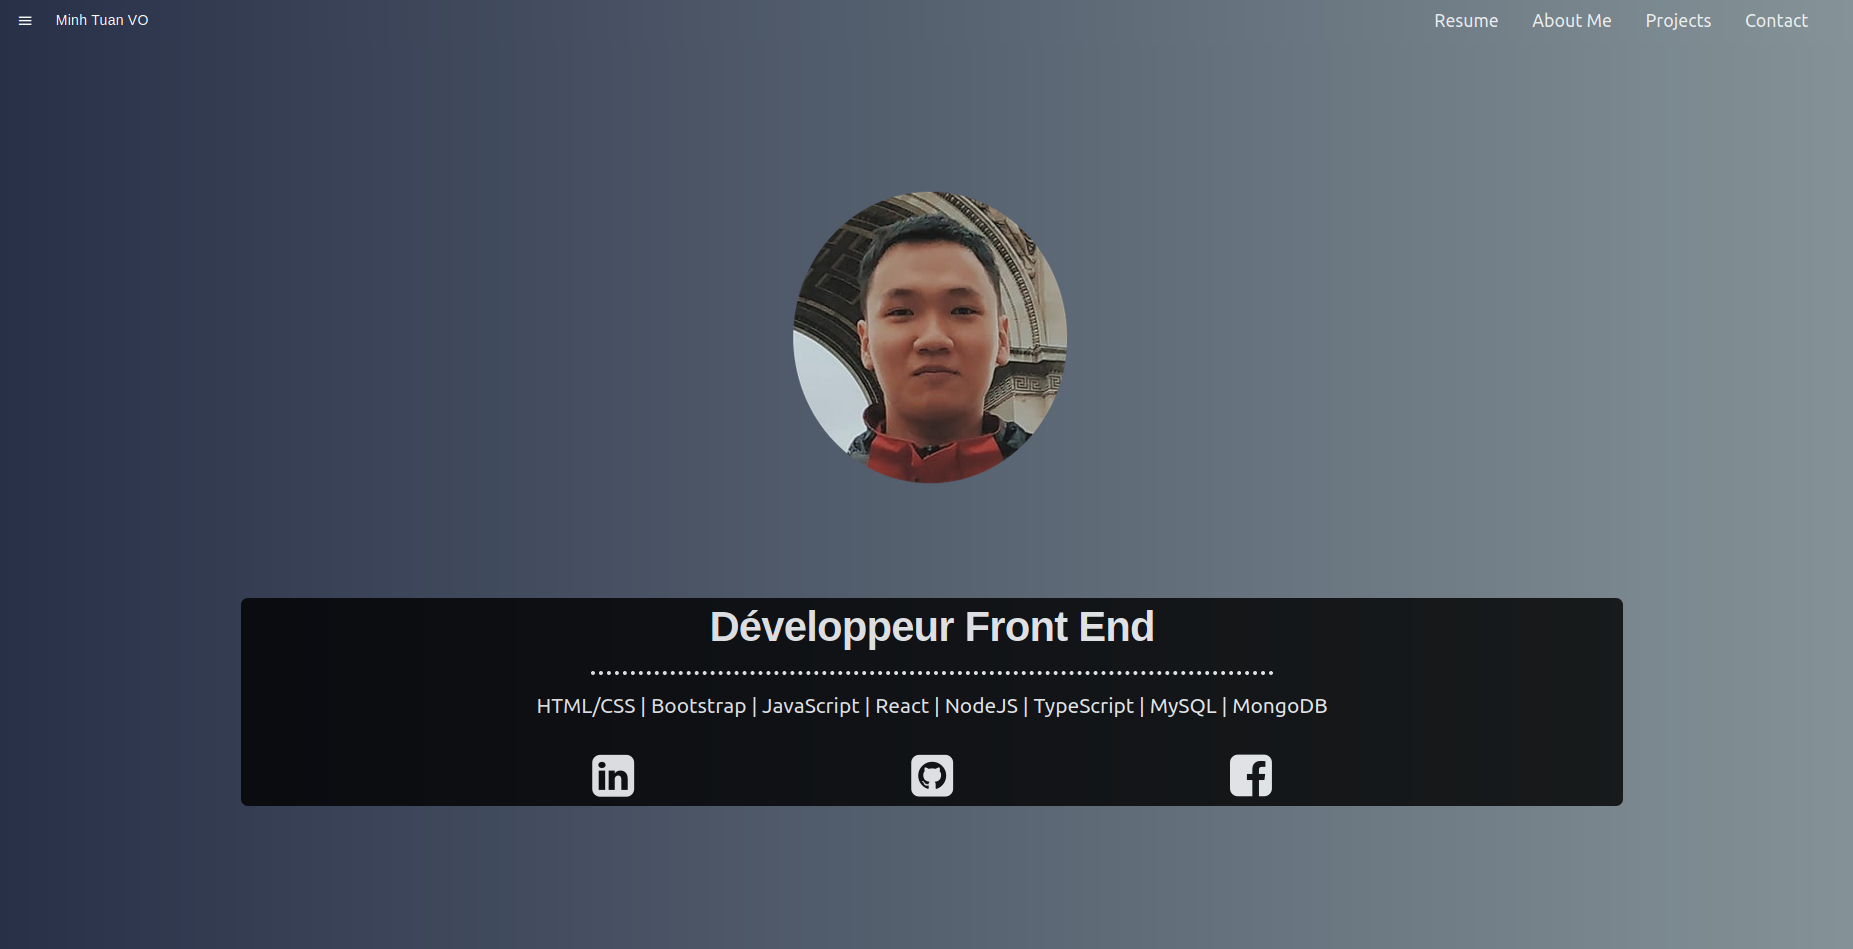 Minh Tuan VO
Resume About Me Projects Contact
Développeur Front End
HTML/CSS | Bootstrap | JavaScript | React | NodeJS | TypeScript | MySQL | MongoDB
in
f